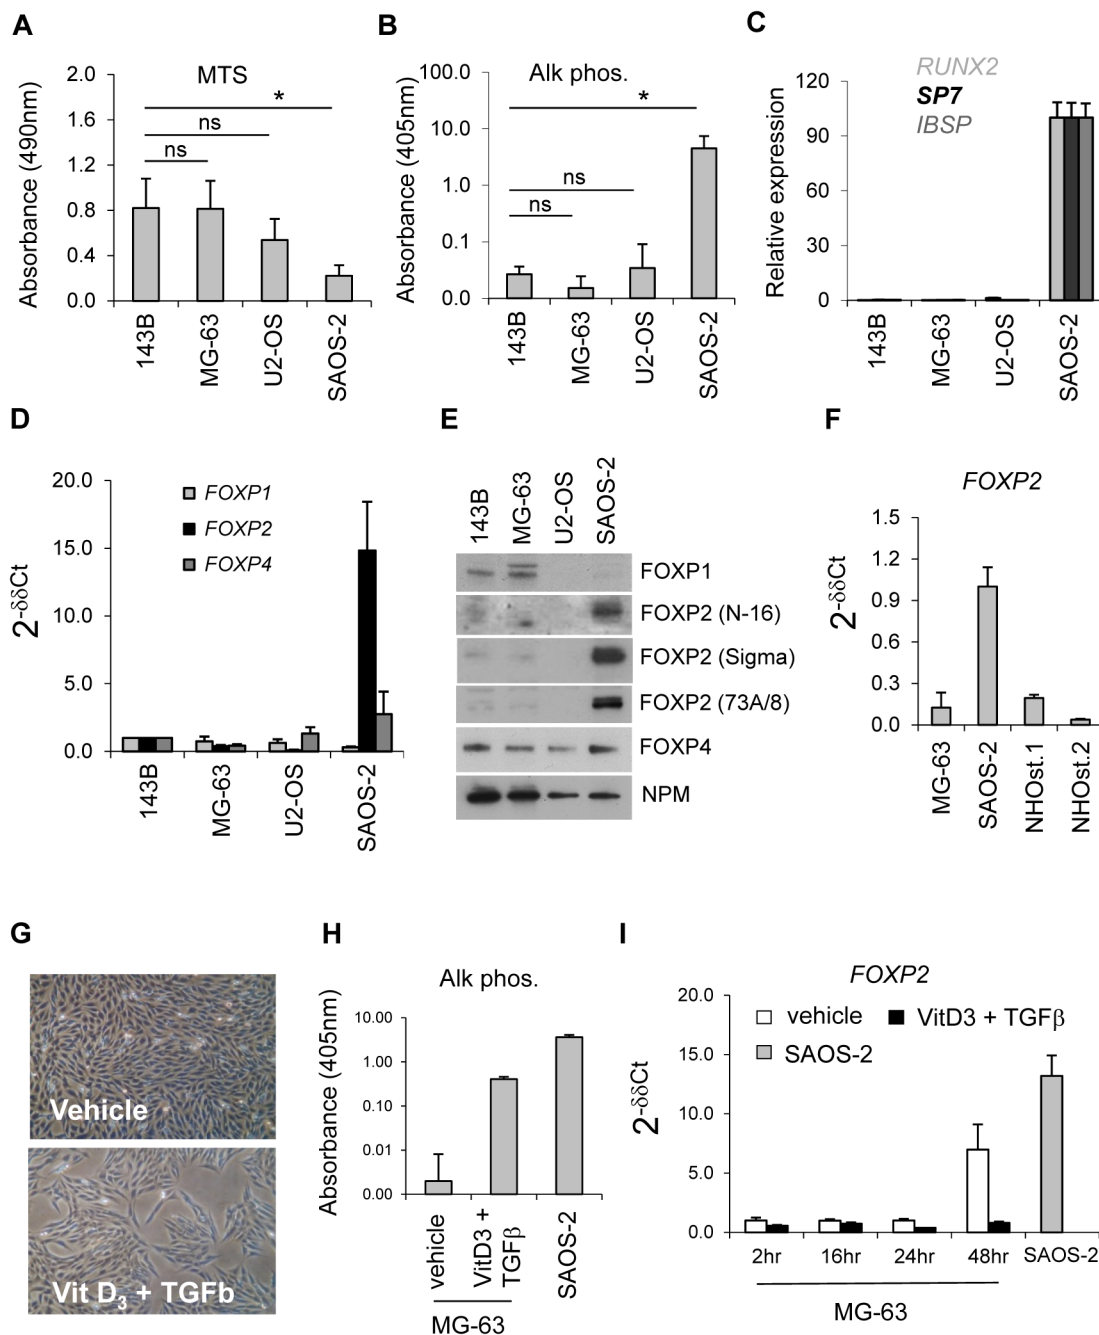 A
MTS
Absorbance (490nm)
2.0
1.6
1.2
0.8
0.4
0.0
*
ns
ns
143B
MG-63
U2-OS
SAOS-2
B
Alk phos.
Absorbance (405nm)
100.0
10.0
1.0
0.1
0.0
*
ns
ns
143B
MG-63
U2-OS
SAOS-2
C
RUNX2
SP7
IBSP
Relative expression
120
90
60
30
0
143B
MG-63
U2-OS
SAOS-2
D
2-δδCt
20.0
15.0
10.0
5.0
0.0
FOXP1
FOXP2
FOXP4
143B
MG-63
U2-OS
SAOS-2
E
143B
MG-63
U2-OS
SAOS-2
FOXP1
FOXP2 (N-16)
FOXP2 (Sigma)
FOXP2 (73A/8)
FOXP4
NPM
F
FOXP2
2-δδCt
1.5
1.2
0.9
0.6
0.3
0.0
MG-63
SAOS-2
NHOst.1
NHOst.2
G
Vehicle
Vit D3 + TGFb
H
Alk phos.
Absorbance (405nm)
10.00
1.00
0.10
0.01
0.00
vehicle
VitD3 +
TGFβ
SAOS-2
MG-63
I
FOXP2
2-δδCt
20.0
15.0
10.0
5.0
0.0
vehicle
VitD3 + TGFβ
SAOS-2
2hr
16hr
24hr
48hr
SAOS-2
MG-63